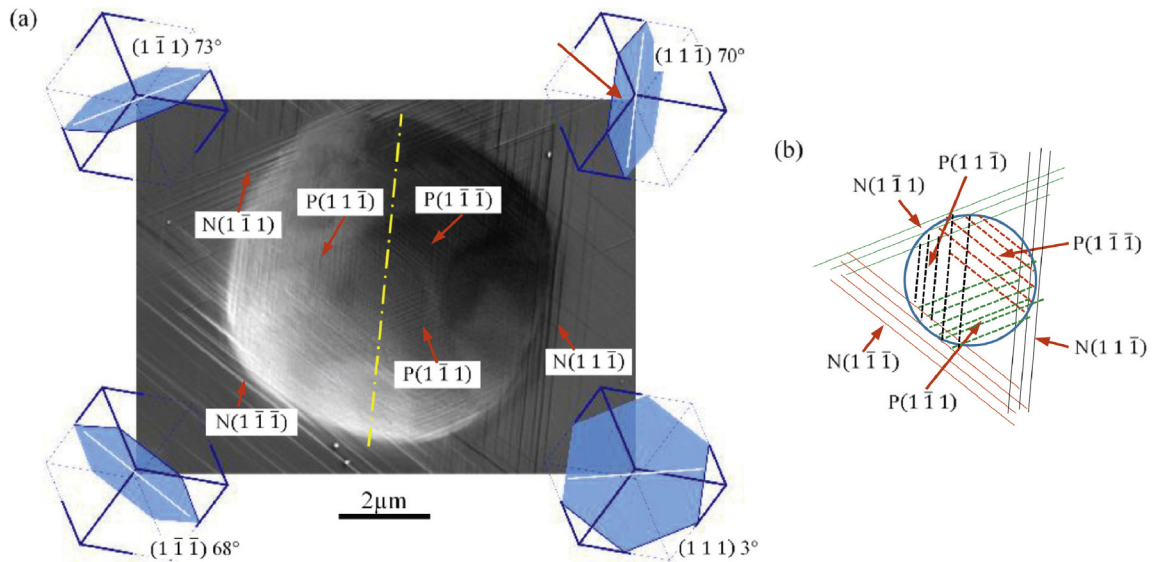 (a)
(1 1̄ 1) 73°
(1 1 1̄) 70°
P(1 1 1̄)
P(1 1̄ 1̄)
N(1 1̄ 1)
P(1 1̄ 1)
N(1 1 1̄)
N(1 1̄ 1̄)
2µm
(1 1̄ 1̄) 68°
(1 1 1) 3°
(b)
P(1 1 1̄)
N(1 1̄ 1)
P(1 1̄ 1̄)
N(1 1̄ 1̄)
N(1 1 1̄)
P(1 1̄ 1)